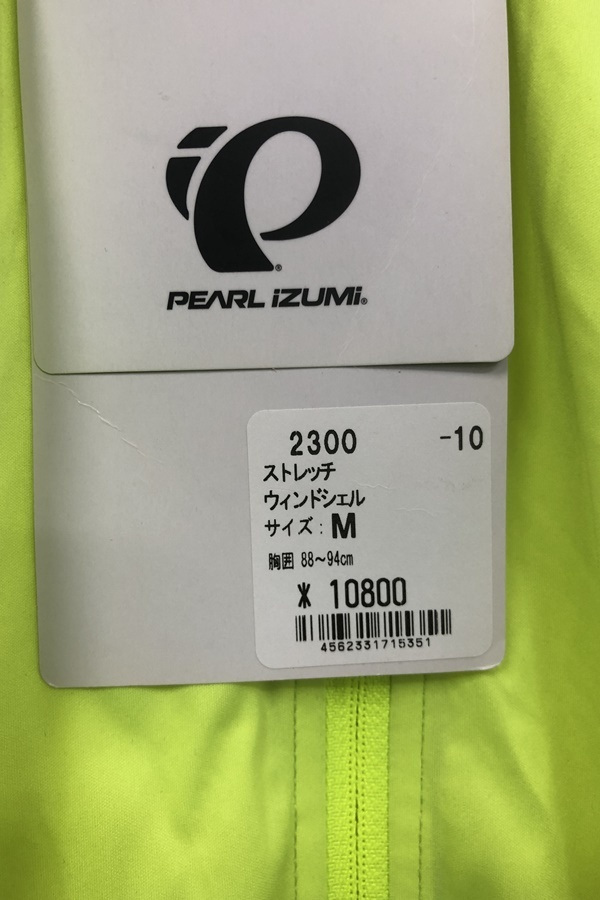 PEARL iZUMi®
2300 -10
ストレッチ
ウィンドシェル
サイズ: M
胸囲 88～94cm
¥ 10800
4562331715351